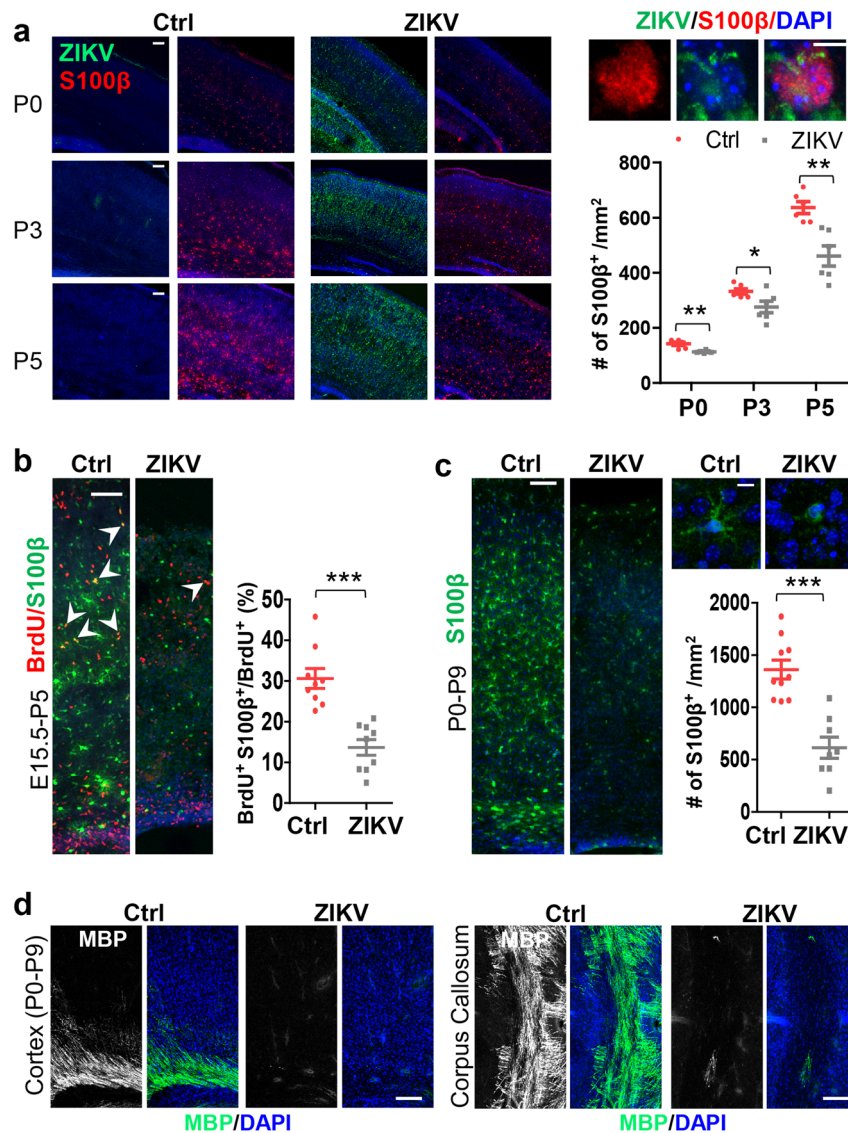 a
Ctrl ZIKV ZIKV/S100β/DAPI
ZIKV
S100β
P0
P3
P5
Ctrl ZIKV
# of S100β⁺ /mm²
800
600
400
200
0
**
*
**
P0 P3 P5
b
Ctrl ZIKV
BrdU/S100β
E15.5-P5
BrdU⁺ S100β⁺/BrdU⁺ (%)
50
40
30
20
10
0
***
Ctrl ZIKV
c
Ctrl ZIKV Ctrl ZIKV
S100β
P0-P9
# of S100β⁺ /mm²
2000
1500
1000
500
0
***
Ctrl ZIKV
d
Ctrl ZIKV Ctrl ZIKV
Cortex (P0-P9)
MBP
Corpus Callosum
MBP
MBP/DAPI MBP/DAPI